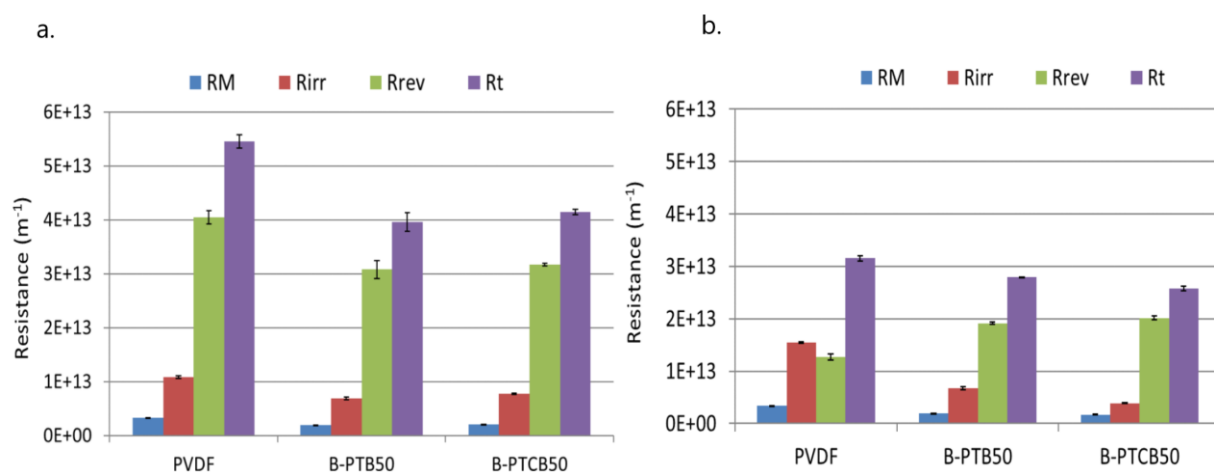 a.
RM Rirr Rrev Rt
6E+13
5E+13
4E+13
3E+13
2E+13
1E+13
0E+00
Resistance (m⁻¹)
PVDF B-PTB50 B-PTCB50
b.
RM Rirr Rrev Rt
6E+13
5E+13
4E+13
3E+13
2E+13
1E+13
0E+00
Resistance (m⁻¹)
PVDF B-PTB50 B-PTCB50